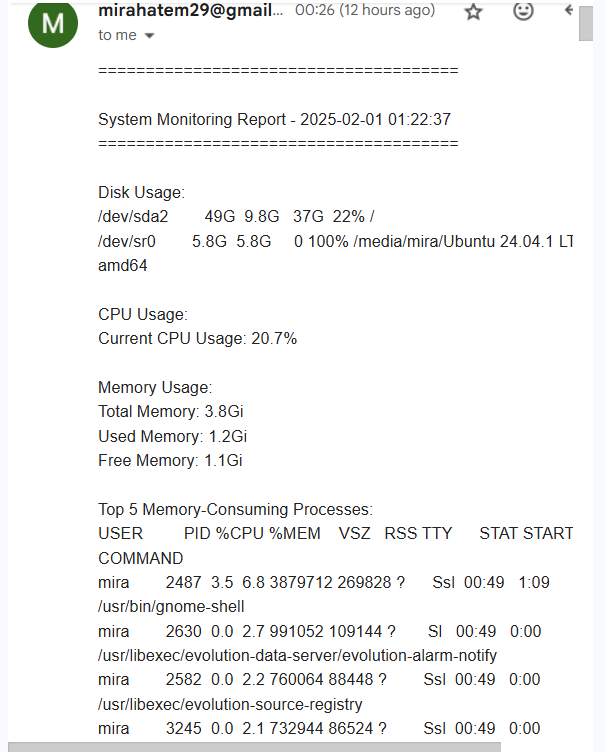 M
mirahatem29@gmail... 00:26 (12 hours ago)
to me
======================================
System Monitoring Report - 2025-02-01 01:22:37
======================================
Disk Usage:
/dev/sda2 49G 9.8G 37G 22% /
/dev/sr0 5.8G 5.8G 0 100% /media/mira/Ubuntu 24.04.1 LT
amd64
CPU Usage:
Current CPU Usage: 20.7%
Memory Usage:
Total Memory: 3.8Gi
Used Memory: 1.2Gi
Free Memory: 1.1Gi
Top 5 Memory-Consuming Processes:
USER PID %CPU %MEM VSZ RSS TTY STAT START
COMMAND
mira 2487 3.5 6.8 3879712 269828 ? Ssl 00:49 1:09
/usr/bin/gnome-shell
mira 2630 0.0 2.7 991052 109144 ? Sl 00:49 0:00
/usr/libexec/evolution-data-server/evolution-alarm-notify
mira 2582 0.0 2.2 760064 88448 ? Ssl 00:49 0:00
/usr/libexec/evolution-source-registry
mira 3245 0.0 2.1 732944 86524 ? Ssl 00:49 0:00